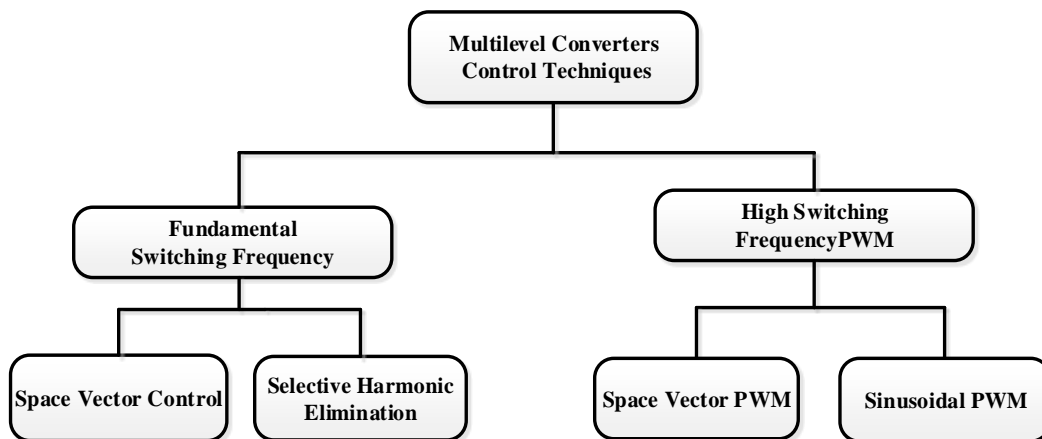 Multilevel Converters
Control Techniques
Fundamental
Switching Frequency
High Switching
FrequencyPWM
Space Vector Control
Selective Harmonic
Elimination
Space Vector PWM
Sinusoidal PWM